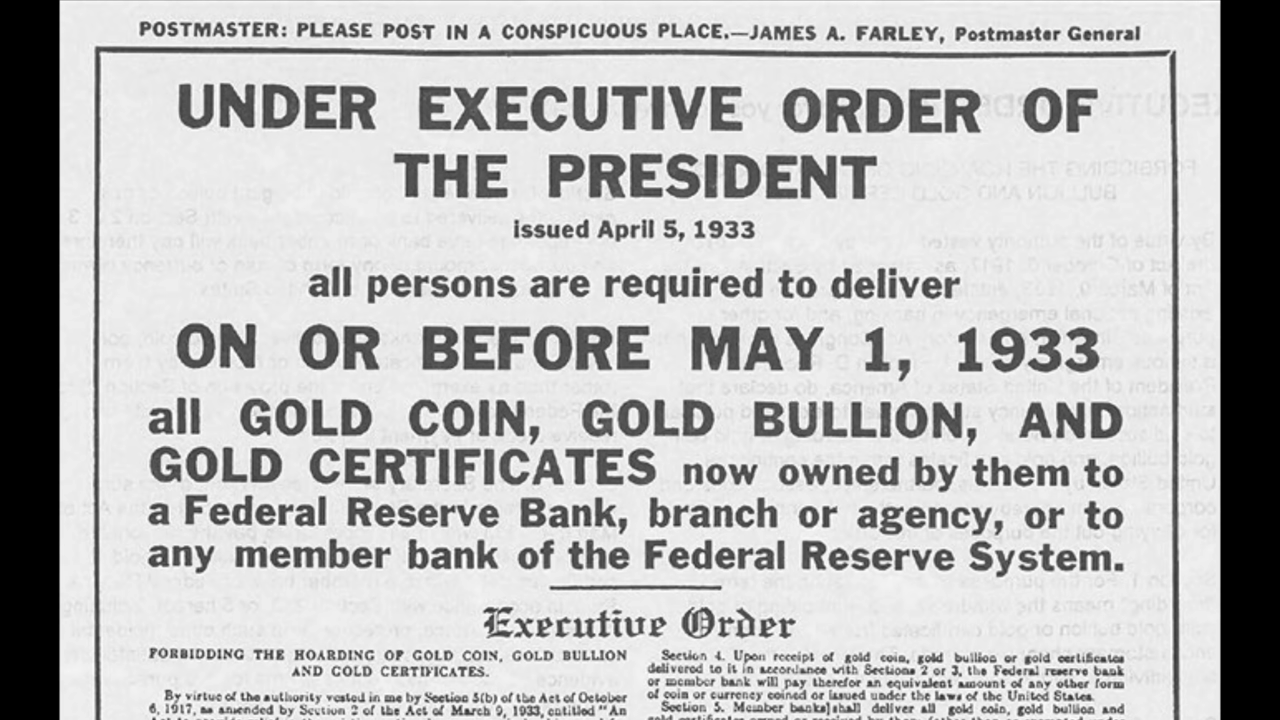 POSTMASTER: PLEASE POST IN A CONSPICUOUS PLACE.—JAMES A. FARLEY, Postmaster General
UNDER EXECUTIVE ORDER OF
THE PRESIDENT
issued April 5, 1933
all persons are required to deliver
ON OR BEFORE MAY 1, 1933
all GOLD COIN, GOLD BULLION, AND
GOLD CERTIFICATES now owned by them to
a Federal Reserve Bank, branch or agency, or to
any member bank of the Federal Reserve System.
Executive Order
FORBIDDING THE HOARDING OF GOLD COIN, GOLD BULLION
AND GOLD CERTIFICATES.
By virtue of the authority vested in me by Section 5(b) of the Act of October
6, 1917, as amended by Section 2 of the Act of March 9, 1933, entitled "An
Section 4. Upon receipt of gold coin, gold bullion or gold certificates
delivered to it in accordance with Sections 2 or 3, the Federal reserve bank
or member bank will pay therefor an equivalent amount of any other form
of coin or currency coined or issued under the laws of the United States.
Section 5. Member banks shall deliver all gold coin, gold bullion and